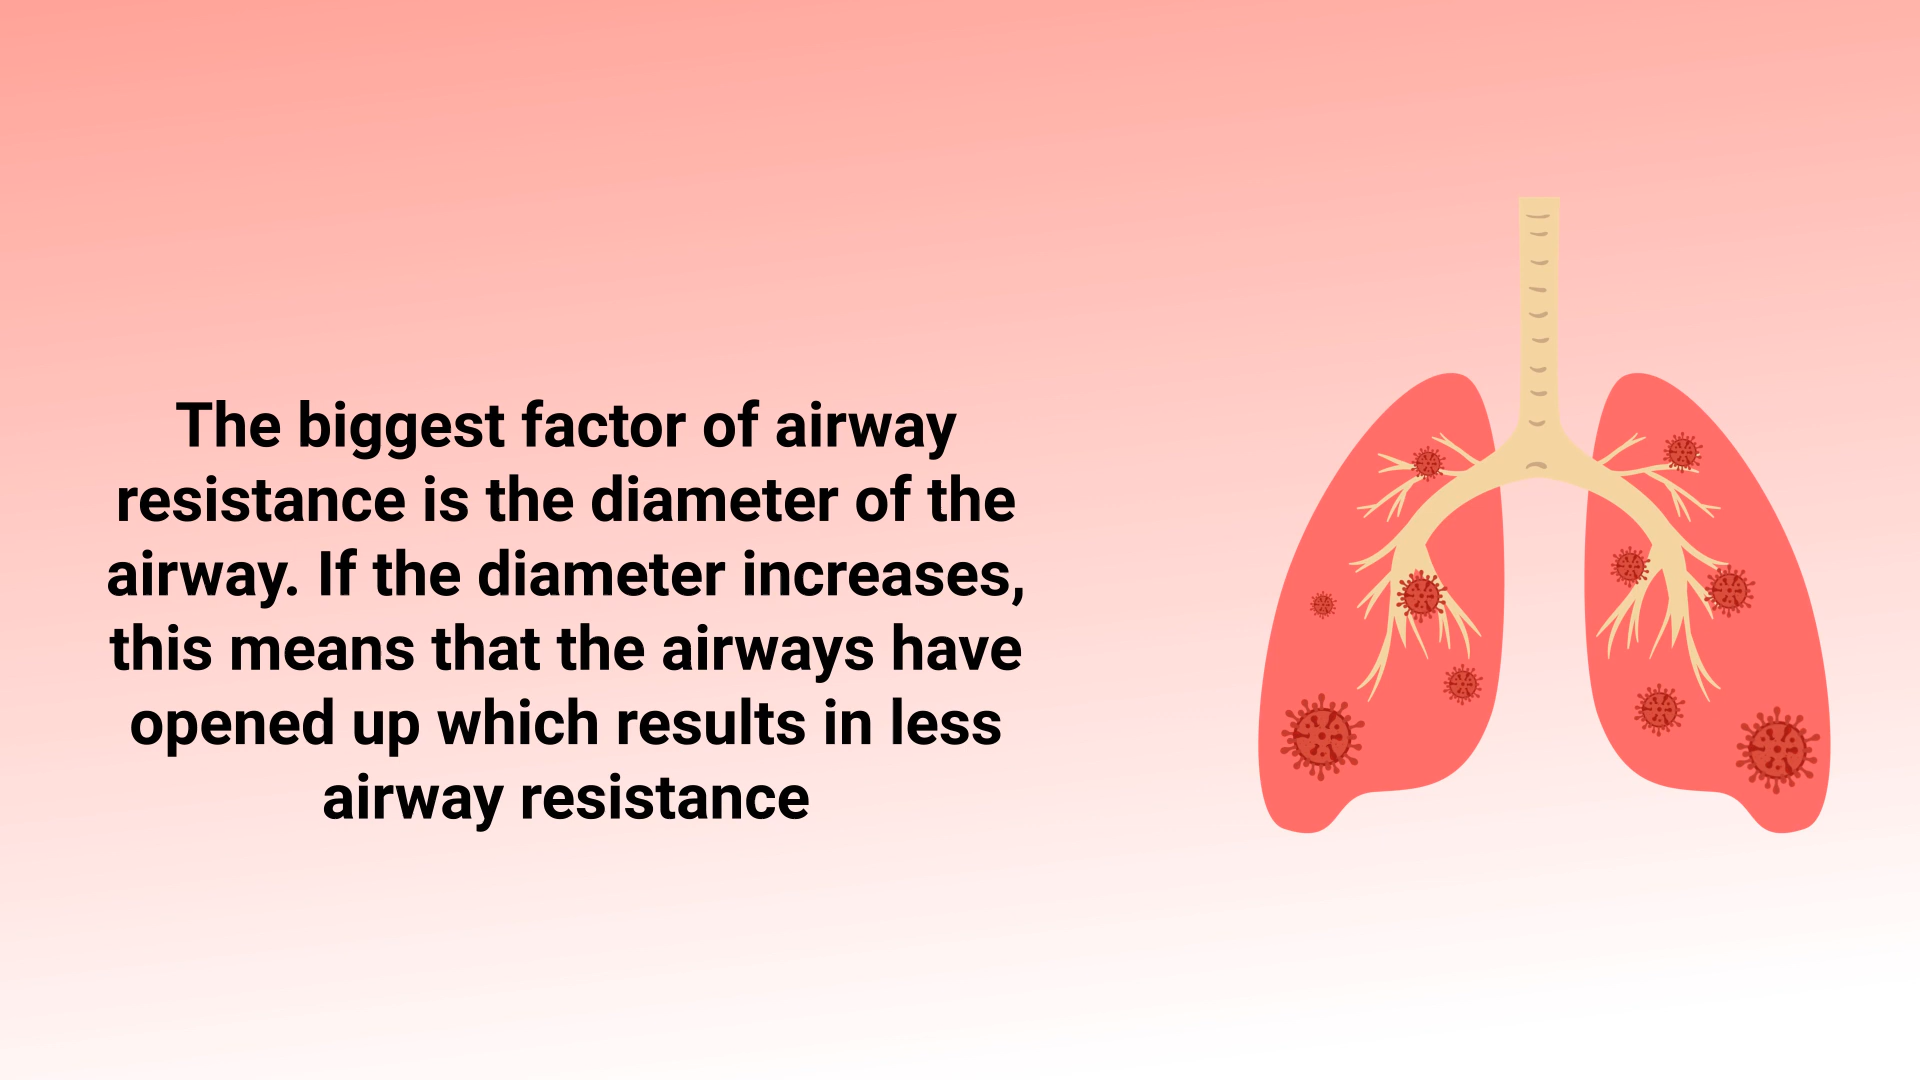 The biggest factor of airway
resistance is the diameter of the
airway. If the diameter increases,
this means that the airways have
opened up which results in less
airway resistance